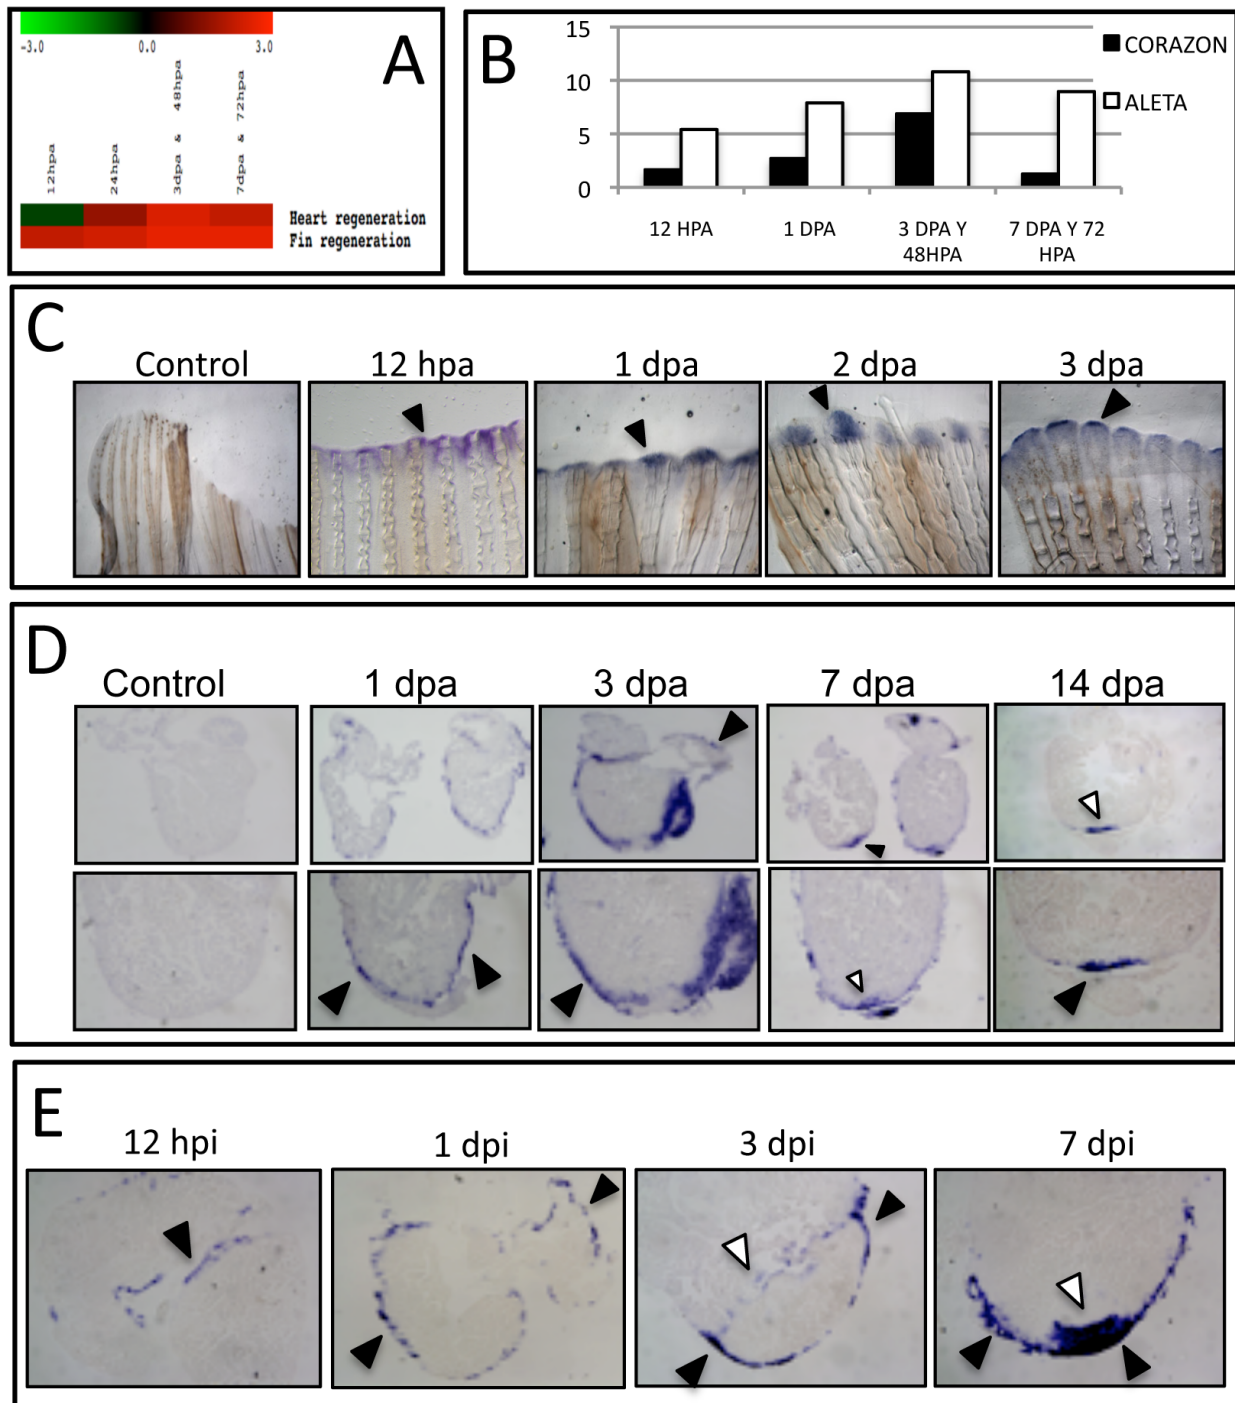 A
-3.0 0.0 3.0
12hpa
24hpa
3dpa & 48hpa
7dpa & 72hpa
Heart regeneration
Fin regeneration
B
15
10
5
0
CORAZON
ALETA
12 HPA
1 DPA
3 DPA Y
48HPA
7 DPA Y 72
HPA
C
Control 12 hpa 1 dpa 2 dpa 3 dpa
D
Control 1 dpa 3 dpa 7 dpa 14 dpa
E
12 hpi 1 dpi 3 dpi 7 dpi